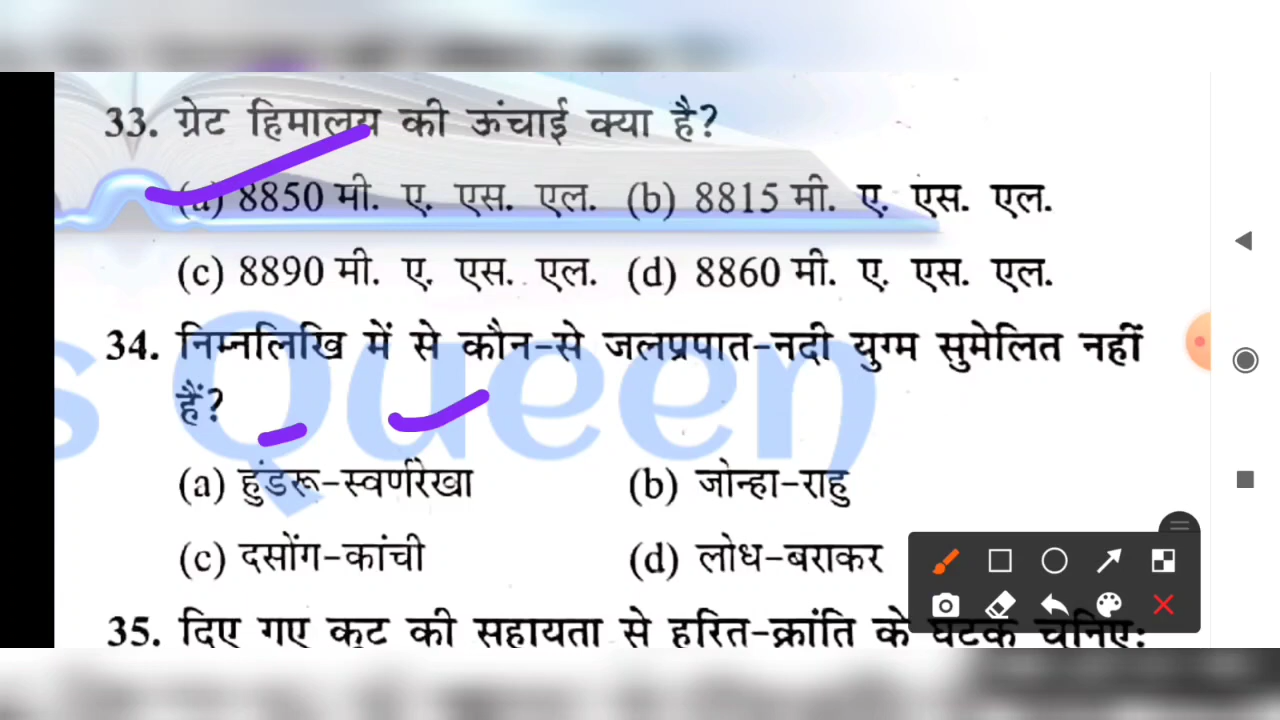 33. ग्रेट हिमालय की ऊंचाई क्या है?
(a) 8850 मी. ए. एस. एल. (b) 8815 मी. ए. एस. एल.
(c) 8890 मी. ए. एस. एल. (d) 8860 मी. ए. एस. एल.
34. निम्नलिखि में से कौन-से जलप्रपात-नदी युग्म सुमेलित नहीं
हैं?
s Queen
(a) हुंडरू-स्वर्णरेखा (b) जोन्हा-राहु
(c) दसोंग-कांची (d) लोध-बराकर
35. दिए गए कूट की सहायता से हरित-क्रांति के घटक चुनिए: